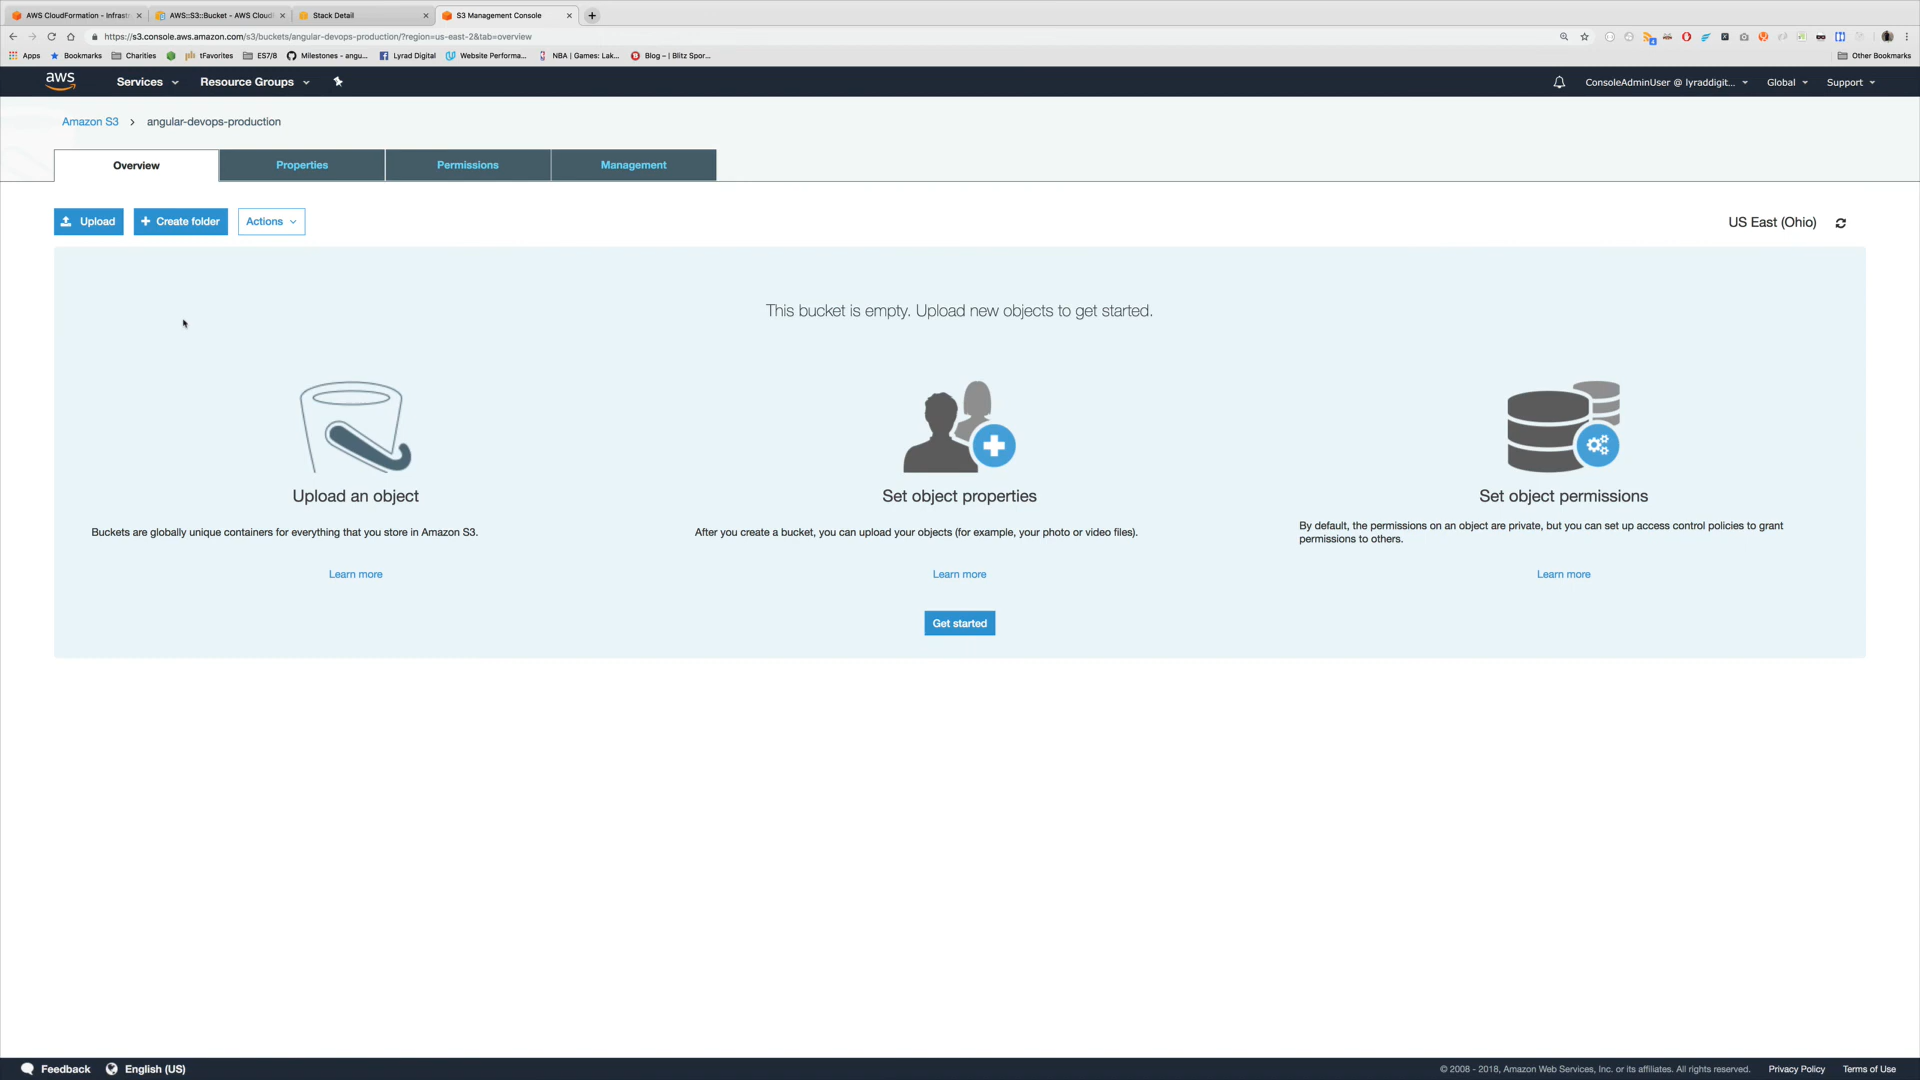 AWS CloudFormation - Infrastr
AWS::S3::Bucket - AWS CloudF
Stack Detail
S3 Management Console
https://s3.console.aws.amazon.com/s3/buckets/angular-devops-production/?region=us-east-2&tab=overview
Apps
Bookmarks
Charities
tFavorites
ES7/8
Milestones - angu...
Lyrad Digital
Website Performa...
NBA | Games: Lak...
Blog – | Blitz Spor...
Other Bookmarks
aws
Services
Resource Groups
ConsoleAdminUser @ lyraddigit...
Global
Support
Amazon S3 > angular-devops-production
Overview
Properties
Permissions
Management
Upload
+ Create folder
Actions
US East (Ohio)
This bucket is empty. Upload new objects to get started.
Upload an object
Buckets are globally unique containers for everything that you store in Amazon S3.
Learn more
Set object properties
After you create a bucket, you can upload your objects (for example, your photo or video files).
Learn more
Set object permissions
By default, the permissions on an object are private, but you can set up access control policies to grant
permissions to others.
Learn more
Get started
Feedback
English (US)
© 2008 - 2018, Amazon Web Services, Inc. or its affiliates. All rights reserved.
Privacy Policy
Terms of Use